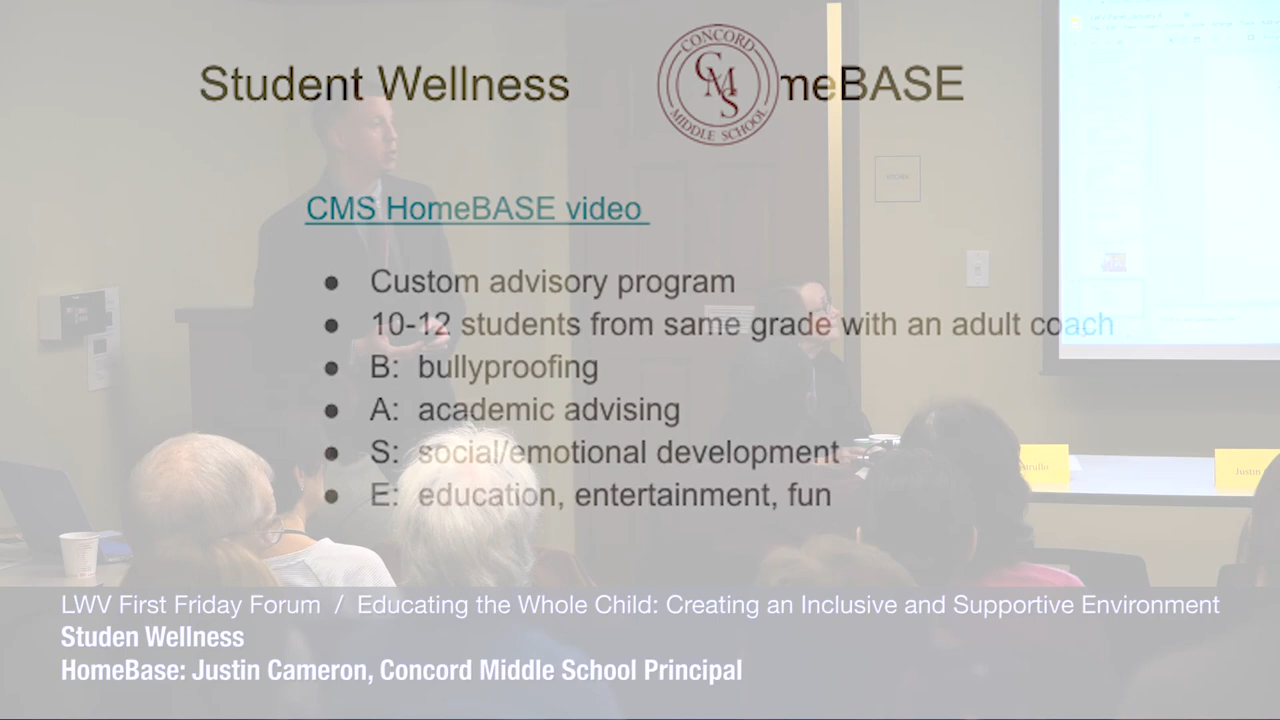 Student Wellness meBASE
CONCORD
CMS
MIDDLE SCHOOL
CMS HomeBASE video
● Custom advisory program
● 10-12 students from same grade with an adult coach
● B: bullyproofing
● A: academic advising
● S: social/emotional development
● E: education, entertainment, fun
Justin
LWV First Friday Forum / Educating the Whole Child: Creating an Inclusive and Supportive Environment
Studen Wellness
HomeBase: Justin Cameron, Concord Middle School Principal